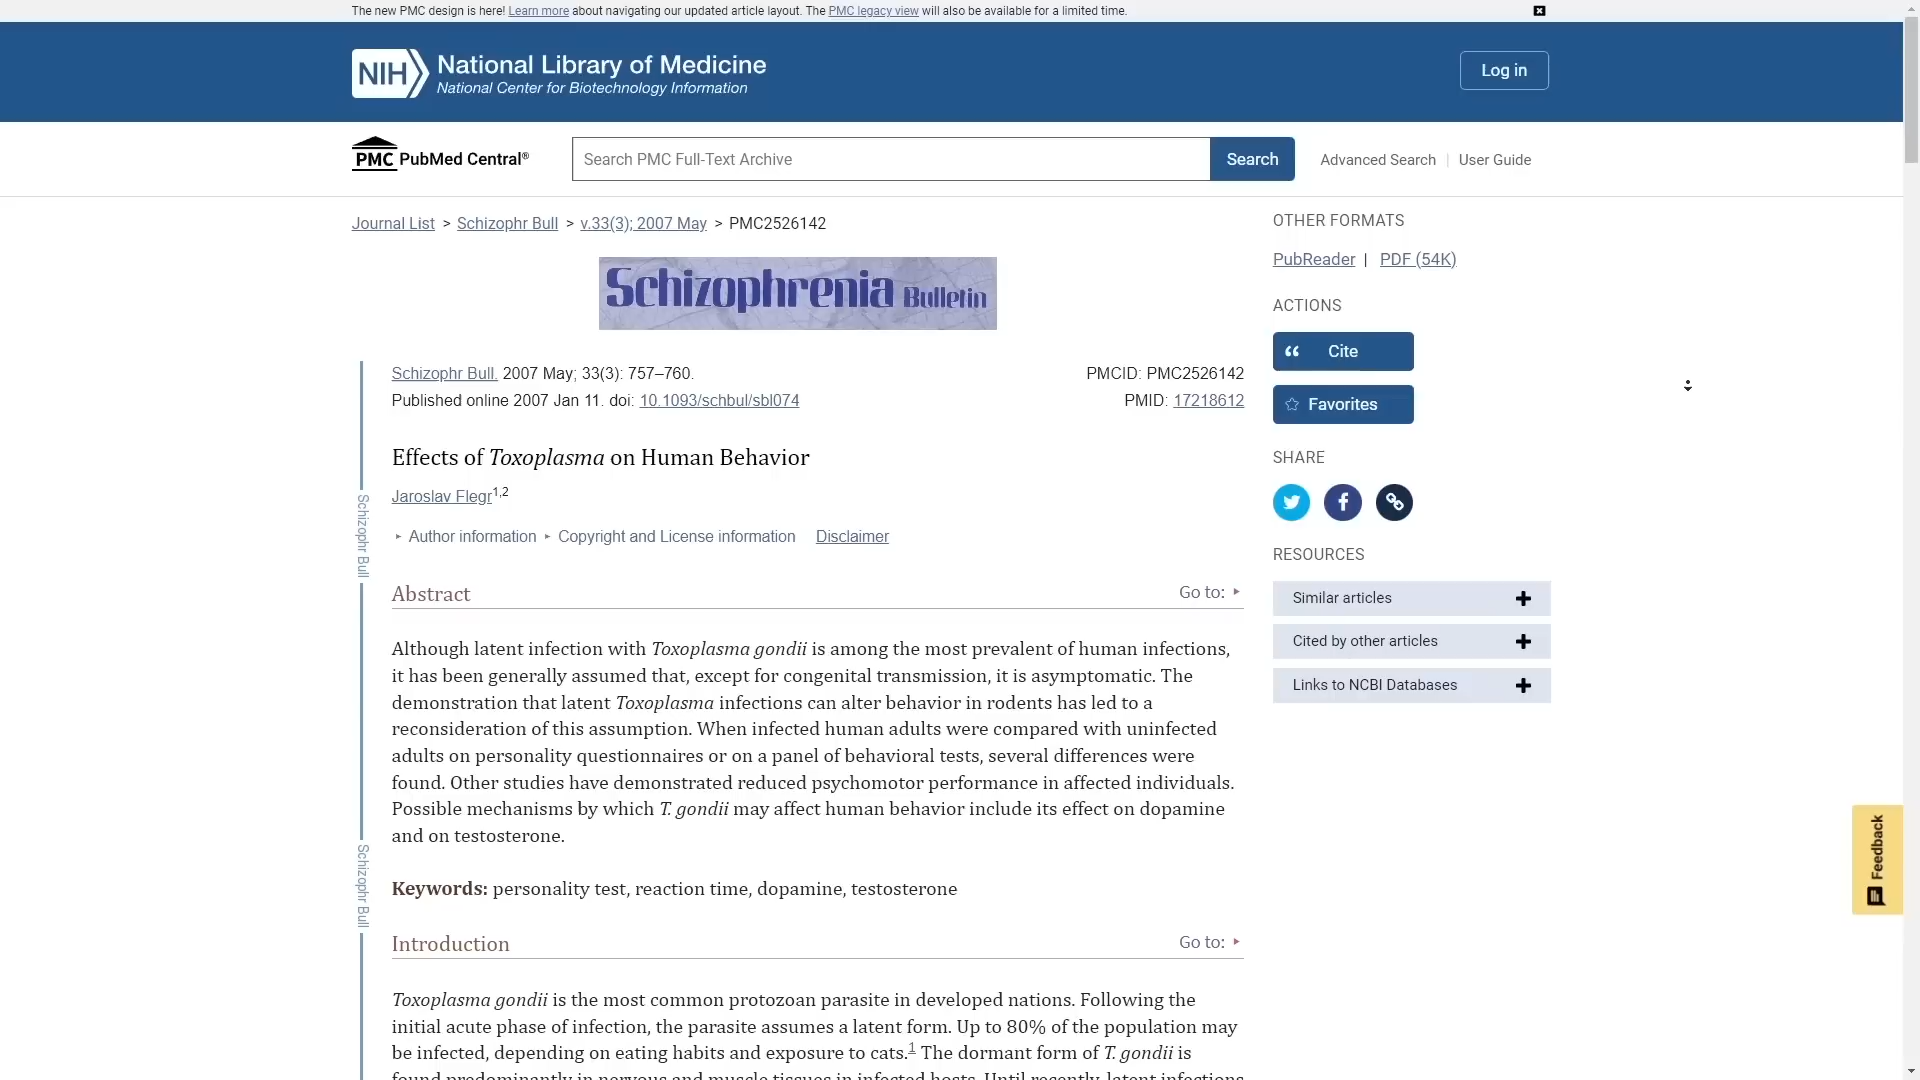 The new PMC design is here! Learn more about navigating our updated article layout. The PMC legacy view will also be available for a limited time.
NIH National Library of Medicine
National Center for Biotechnology Information
Log in
PMC PubMed Central®
Search PMC Full-Text Archive
Search
Advanced Search | User Guide
Journal List > Schizophr Bull > v.33(3); 2007 May > PMC2526142
Schizophrenia Bulletin
Schizophr Bull. 2007 May; 33(3): 757–760.
PMCID: PMC2526142
Published online 2007 Jan 11. doi: 10.1093/schbul/sbl074
PMID: 17218612
Effects of Toxoplasma on Human Behavior
Jaroslav Flegr1,2
Author information Copyright and License information Disclaimer
Abstract
Go to:
Although latent infection with Toxoplasma gondii is among the most prevalent of human infections,
it has been generally assumed that, except for congenital transmission, it is asymptomatic. The
demonstration that latent Toxoplasma infections can alter behavior in rodents has led to a
reconsideration of this assumption. When infected human adults were compared with uninfected
adults on personality questionnaires or on a panel of behavioral tests, several differences were
found. Other studies have demonstrated reduced psychomotor performance in affected individuals.
Possible mechanisms by which T. gondii may affect human behavior include its effect on dopamine
and on testosterone.
Keywords: personality test, reaction time, dopamine, testosterone
Introduction
Go to:
Toxoplasma gondii is the most common protozoan parasite in developed nations. Following the
initial acute phase of infection, the parasite assumes a latent form. Up to 80% of the population may
be infected, depending on eating habits and exposure to cats.1 The dormant form of T. gondii is
found predominantly in nervous and muscle tissues in infected hosts. Until recently, latent infections
Schizophr Bull
Schizophr Bull
OTHER FORMATS
PubReader | PDF (54K)
ACTIONS
Cite
Favorites
SHARE
RESOURCES
Similar articles
Cited by other articles
Links to NCBI Databases
Feedback